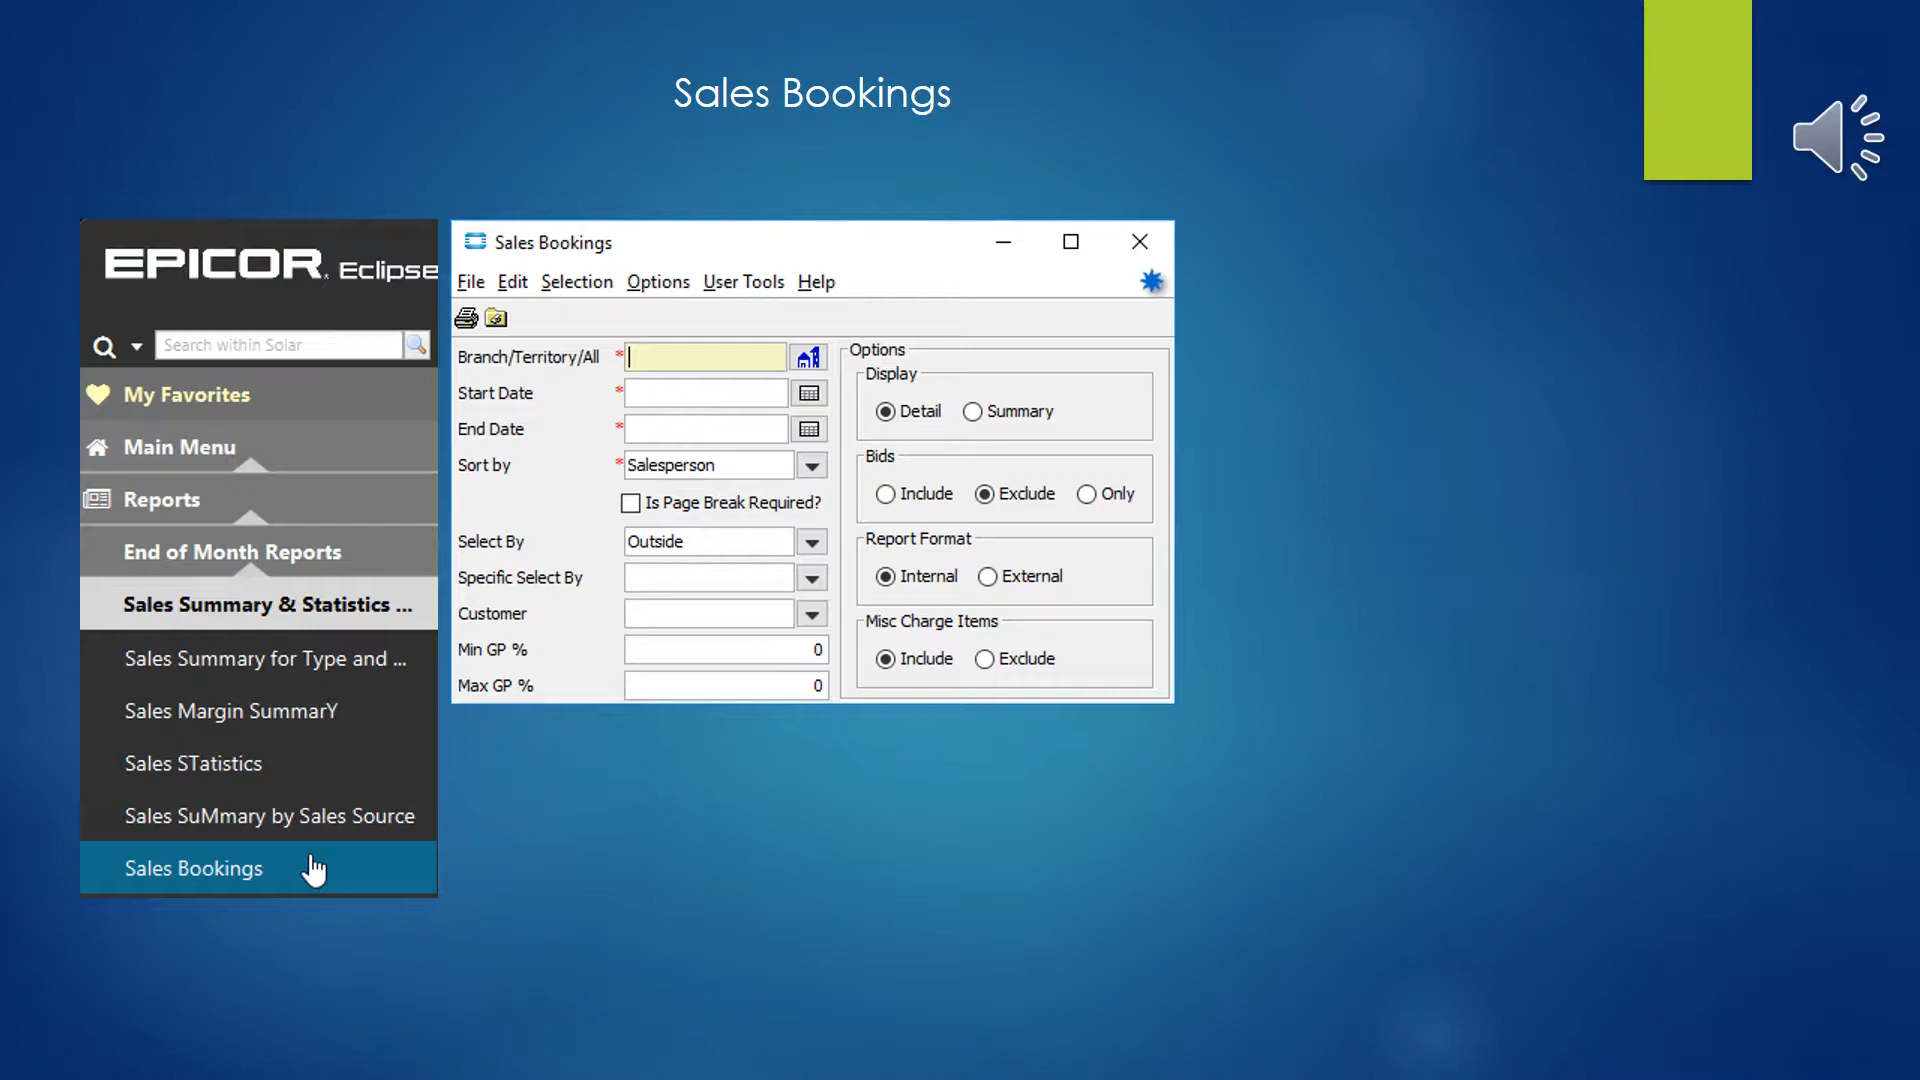 Sales Bookings
EPICOR® Eclipse
Search within Solar
My Favorites
Main Menu
Reports
End of Month Reports
Sales Summary & Statistics ...
Sales Summary for Type and ...
Sales Margin SummarY
Sales STatistics
Sales SuMmary by Sales Source
Sales Bookings
Sales Bookings
File Edit Selection Options User Tools Help
Branch/Territory/All *
Start Date *
End Date *
Sort by * Salesperson
Is Page Break Required?
Select By Outside
Specific Select By
Customer
Min GP % 0
Max GP % 0
Options
Display
Detail Summary
Bids
Include Exclude Only
Report Format
Internal External
Misc Charge Items
Include Exclude